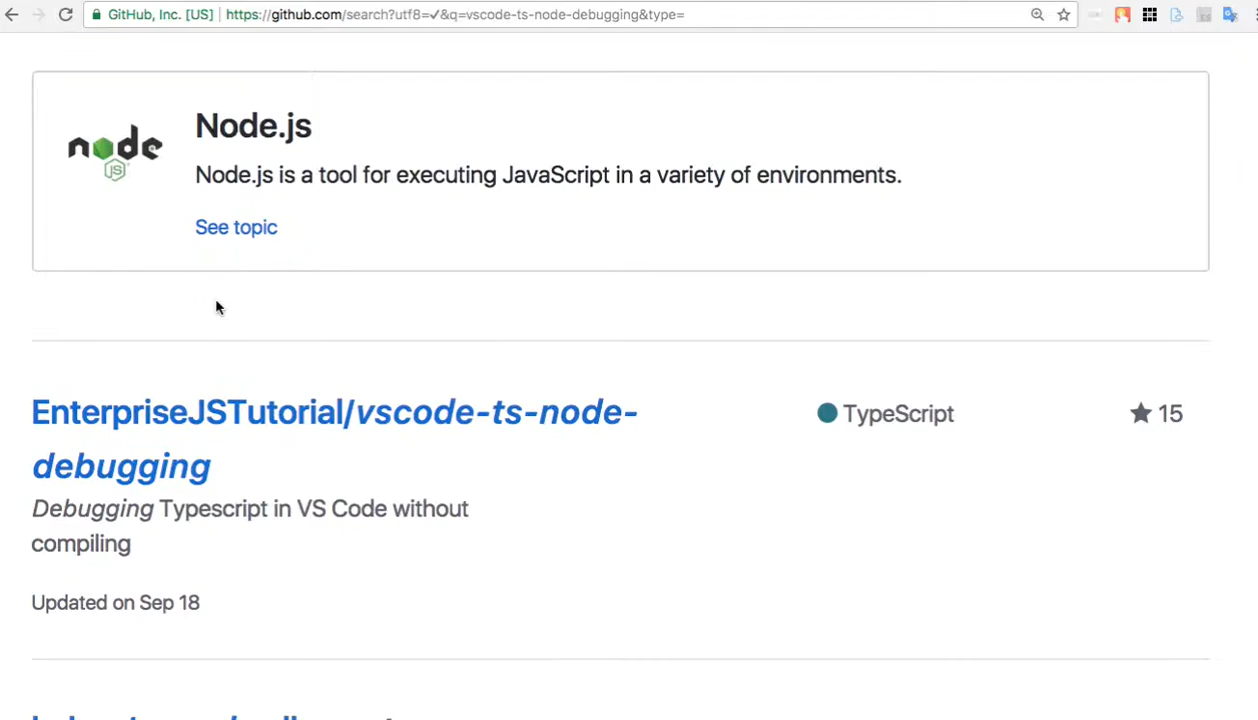 GitHub, Inc. [US] https://github.com/search?utf8=✓&q=vscode-ts-node-debugging&type=
node
JS
Node.js
Node.js is a tool for executing JavaScript in a variety of environments.
See topic
EnterpriseJSTutorial/vscode-ts-node-
debugging
TypeScript
15
Debugging Typescript in VS Code without
compiling
Updated on Sep 18